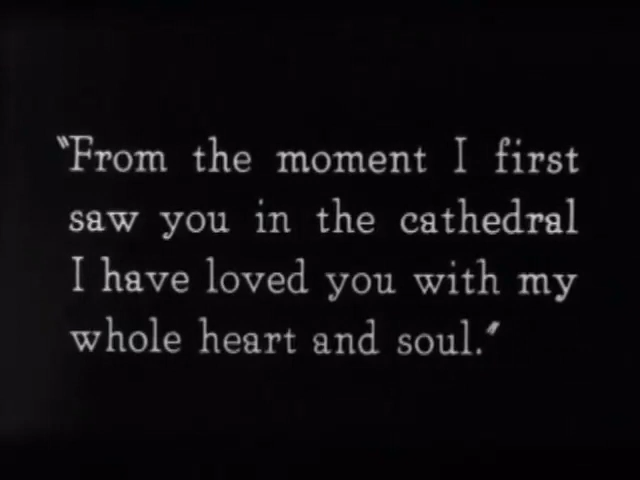 "From the moment I first
saw you in the cathedral
I have loved you with my
whole heart and soul."